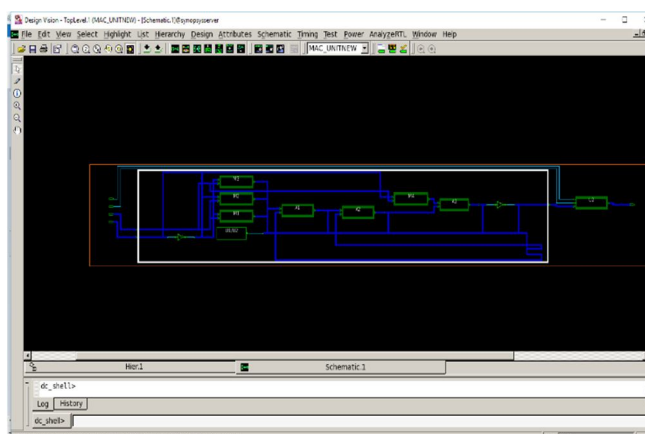 Design Vision - TopLevel.1 (MAC_UNITNEW) - [Schematic.1]@synopsysserver
File Edit View Select Highlight List Hierarchy Design Attributes Schematic Timing Test Power AnalyzeRTL Window Help
MAC_UNITNEW
Hier.1 Schematic.1
dc_shell>
Log History
dc_shell>